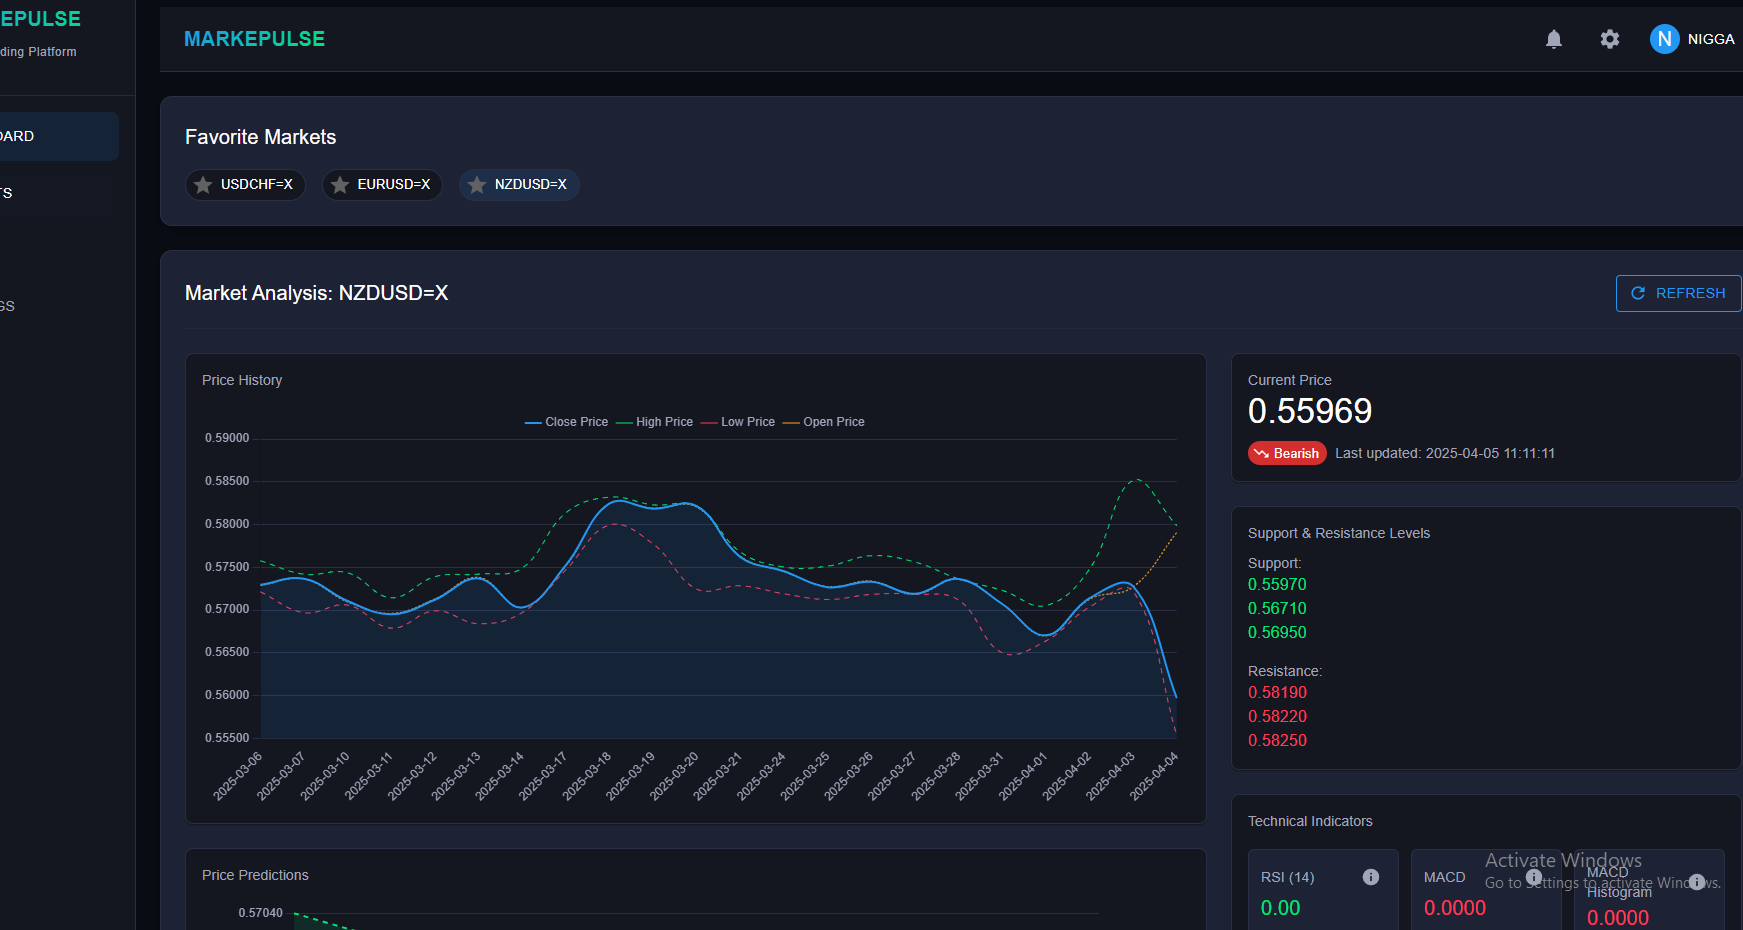 EPULSE
ding Platform
OARD
TS
GS
MARKEPULSE
N NIGGA
Favorite Markets
USDCHF=X EURUSD=X NZDUSD=X
Market Analysis: NZDUSD=X
REFRESH
Price History
Close Price High Price Low Price Open Price
0.59000
0.58500
0.58000
0.57500
0.57000
0.56500
0.56000
0.55500
2025-03-06 2025-03-07 2025-03-10 2025-03-11 2025-03-12 2025-03-13 2025-03-14 2025-03-17 2025-03-18 2025-03-19 2025-03-20 2025-03-21 2025-03-24 2025-03-25 2025-03-26 2025-03-27 2025-03-28 2025-03-31 2025-04-01 2025-04-02 2025-04-03 2025-04-04
Price Predictions
0.57040
Current Price
0.55969
Bearish Last updated: 2025-04-05 11:11:11
Support & Resistance Levels
Support:
0.55970
0.56710
0.56950
Resistance:
0.58190
0.58220
0.58250
Technical Indicators
RSI (14)
0.00
MACD
0.0000
MACD
Histogram
0.0000
Activate Windows
Go to Settings to activate Windows.